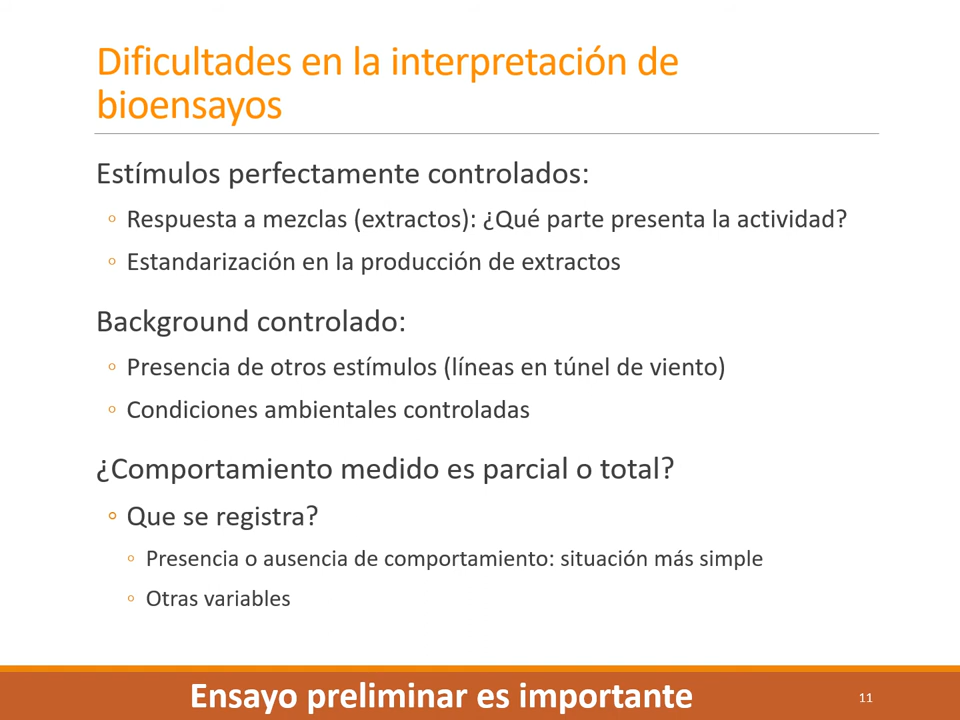 Dificultades en la interpretación de
bioensayos
Estímulos perfectamente controlados:
◦ Respuesta a mezclas (extractos): ¿Qué parte presenta la actividad?
◦ Estandarización en la producción de extractos
Background controlado:
◦ Presencia de otros estímulos (líneas en túnel de viento)
◦ Condiciones ambientales controladas
¿Comportamiento medido es parcial o total?
◦ Que se registra?
◦ Presencia o ausencia de comportamiento: situación más simple
◦ Otras variables
Ensayo preliminar es importante
11